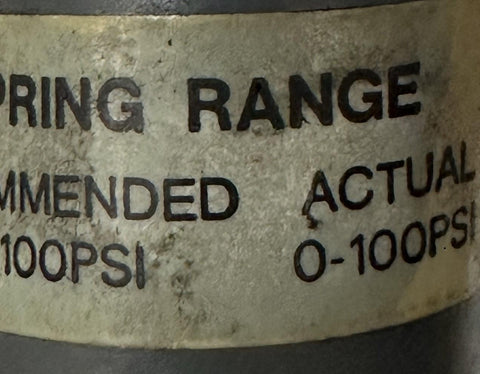 PRING RANGE
MMENDED ACTUAL
100PSI 0-100PSI